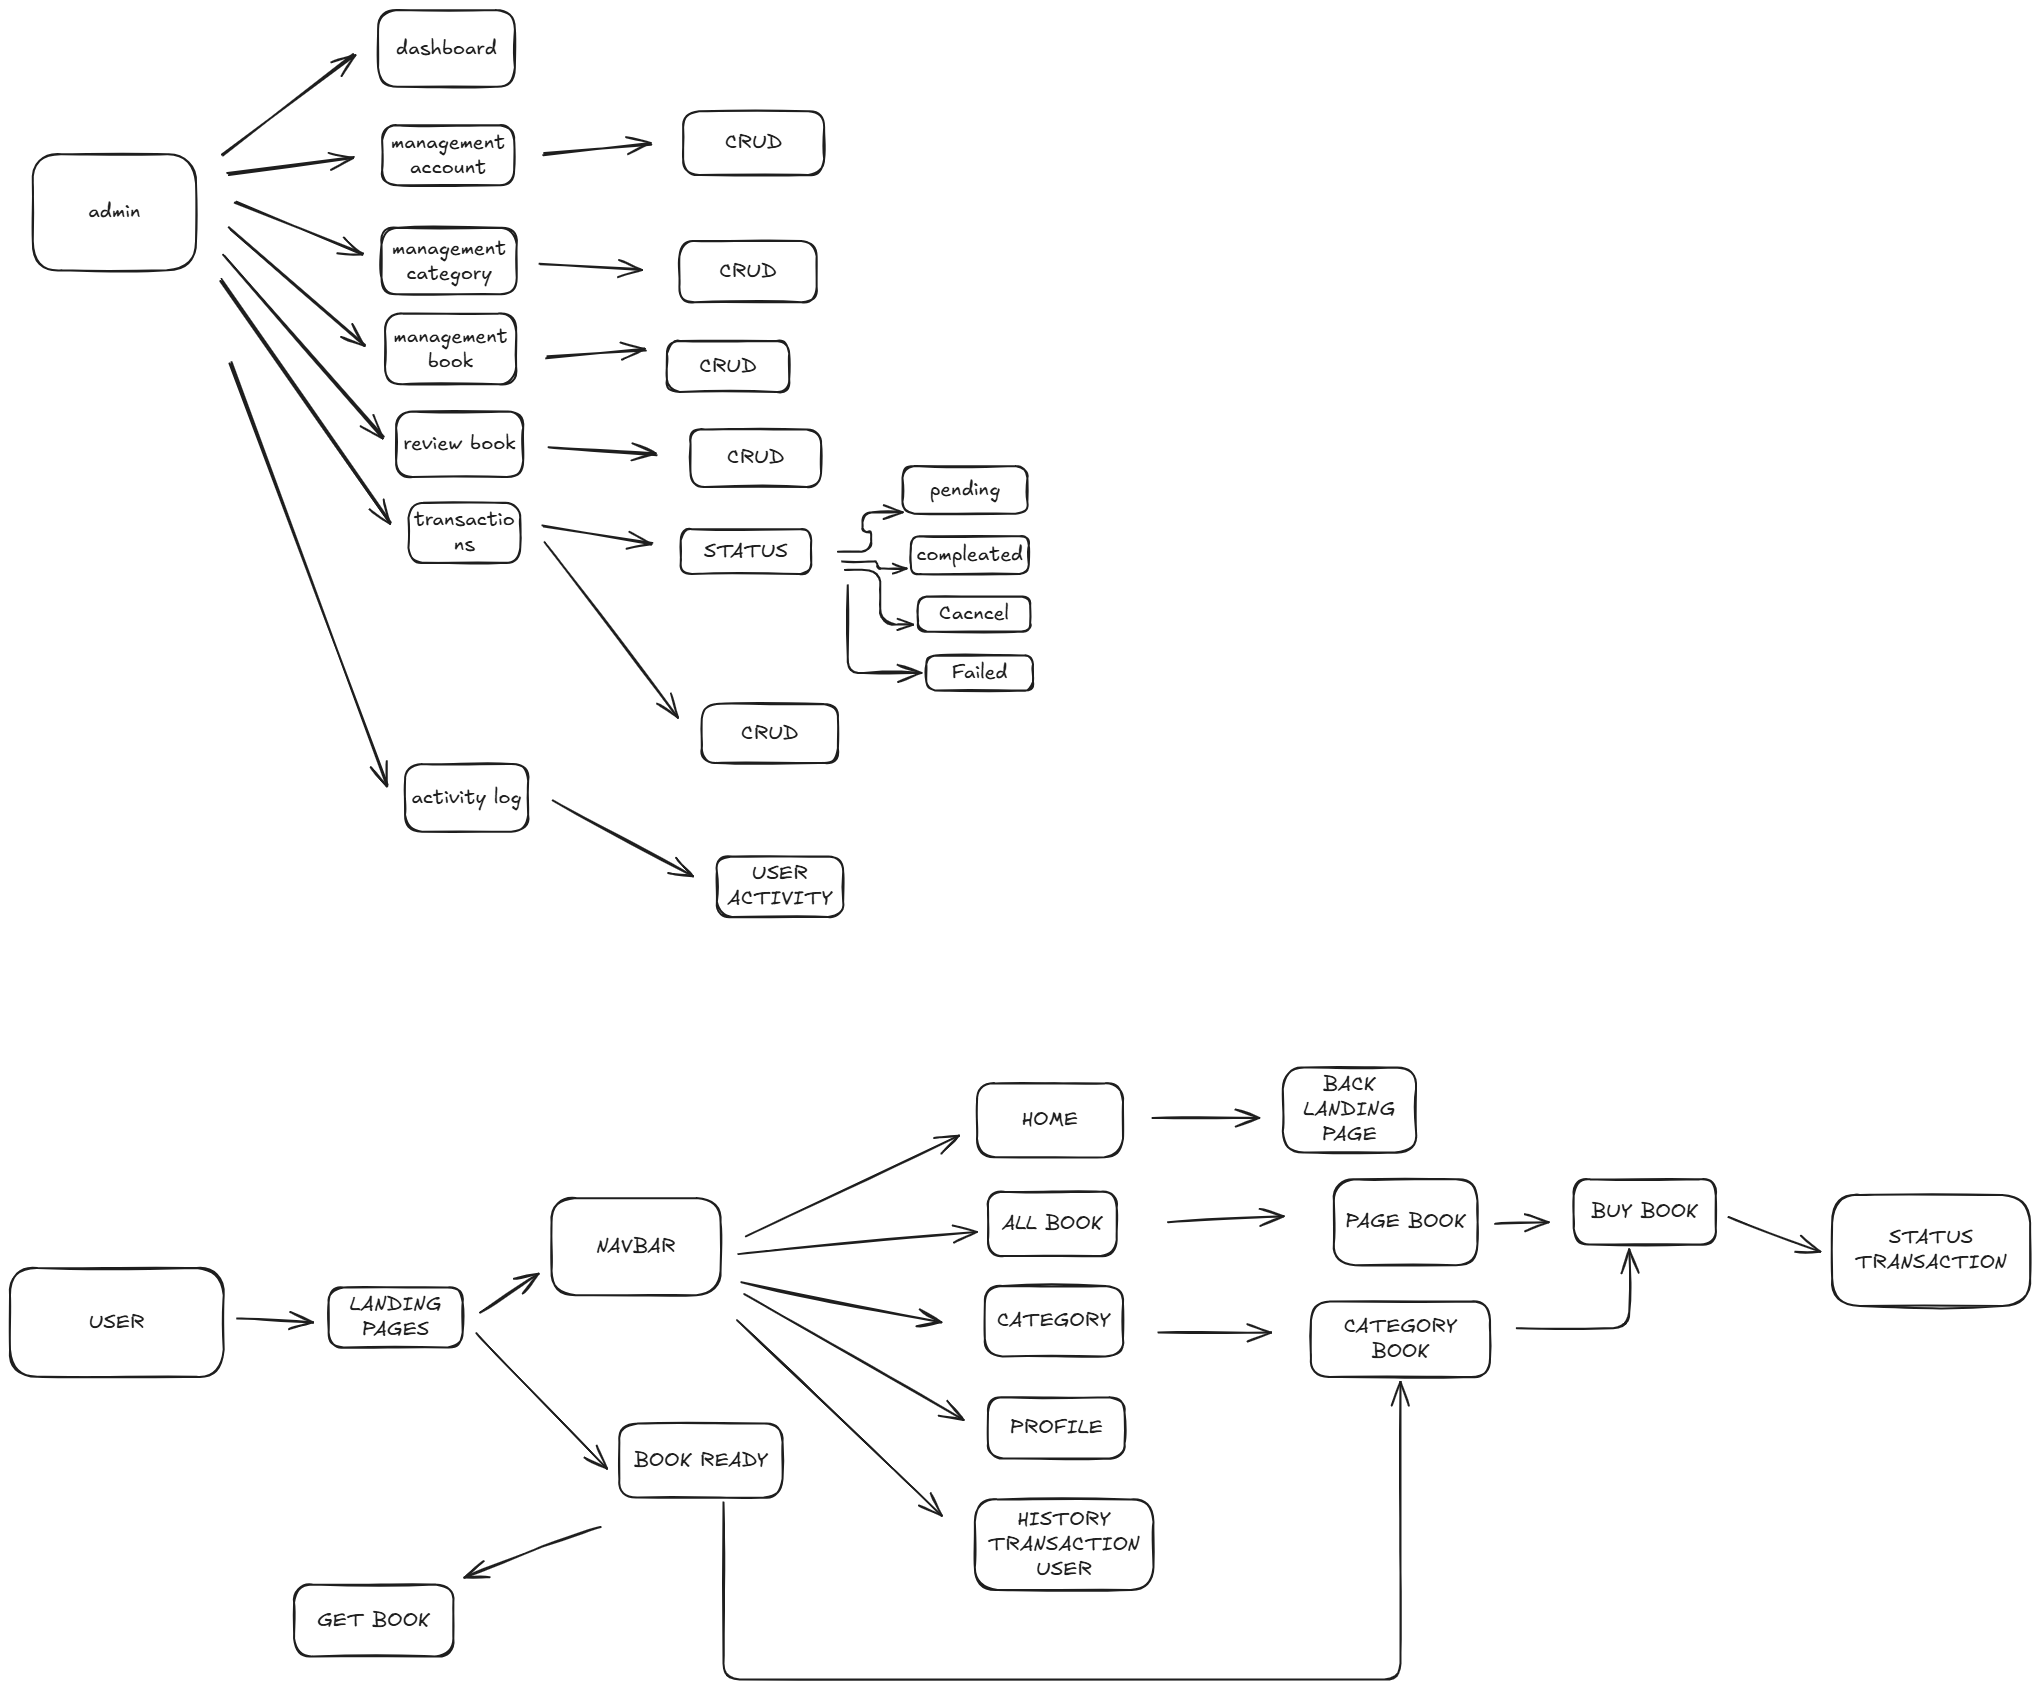 dashboard
management
account
CRUD
admin
management
category
CRUD
management
book
CRUD
review book
CRUD
transactio
ns
STATUS
pending
compleated
Cacncel
Failed
CRUD
activity log
USER
ACTIVITY
USER
LANDING
PAGES
NAVBAR
HOME
BACK
LANDING
PAGE
ALL BOOK
PAGE BOOK
BUY BOOK
STATUS
TRANSACTION
CATEGORY
CATEGORY
BOOK
PROFILE
HISTORY
TRANSACTION
USER
BOOK READY
GET BOOK